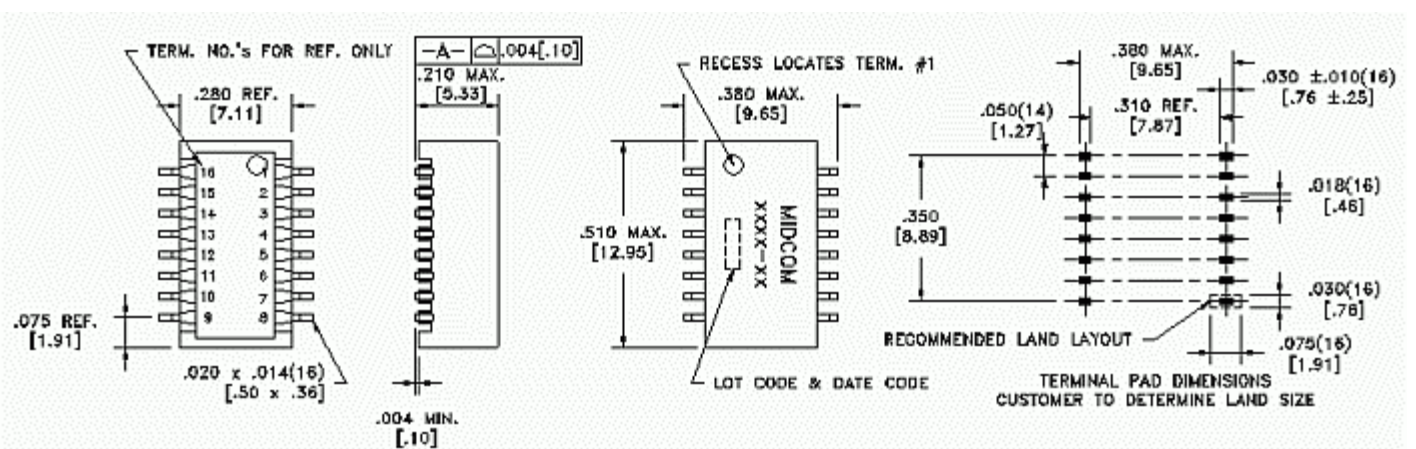 TERM. NO.'s FOR REF. ONLY
.280 REF.
[7.11]
16
15
14
13
12
11
10
9
1
2
3
4
5
6
7
8
.075 REF.
[1.91]
.020 x .014(16)
[.50 x .36]
-A-
.004[.10]
.210 MAX.
[5.33]
.004 MIN.
[.10]
RECESS LOCATES TERM. #1
.380 MAX.
[9.65]
.510 MAX.
[12.95]
MIDCOM
XXXX-XX
LOT CODE & DATE CODE
.380 MAX.
[9.65]
.030 ±.010(16)
[.76 ±.25]
.310 REF.
[7.87]
.050(14)
[1.27]
.350
[8.89]
.018(16)
[.46]
.030(16)
[.78]
.075(16)
[1.91]
RECOMMENDED LAND LAYOUT
TERMINAL PAD DIMENSIONS
CUSTOMER TO DETERMINE LAND SIZE